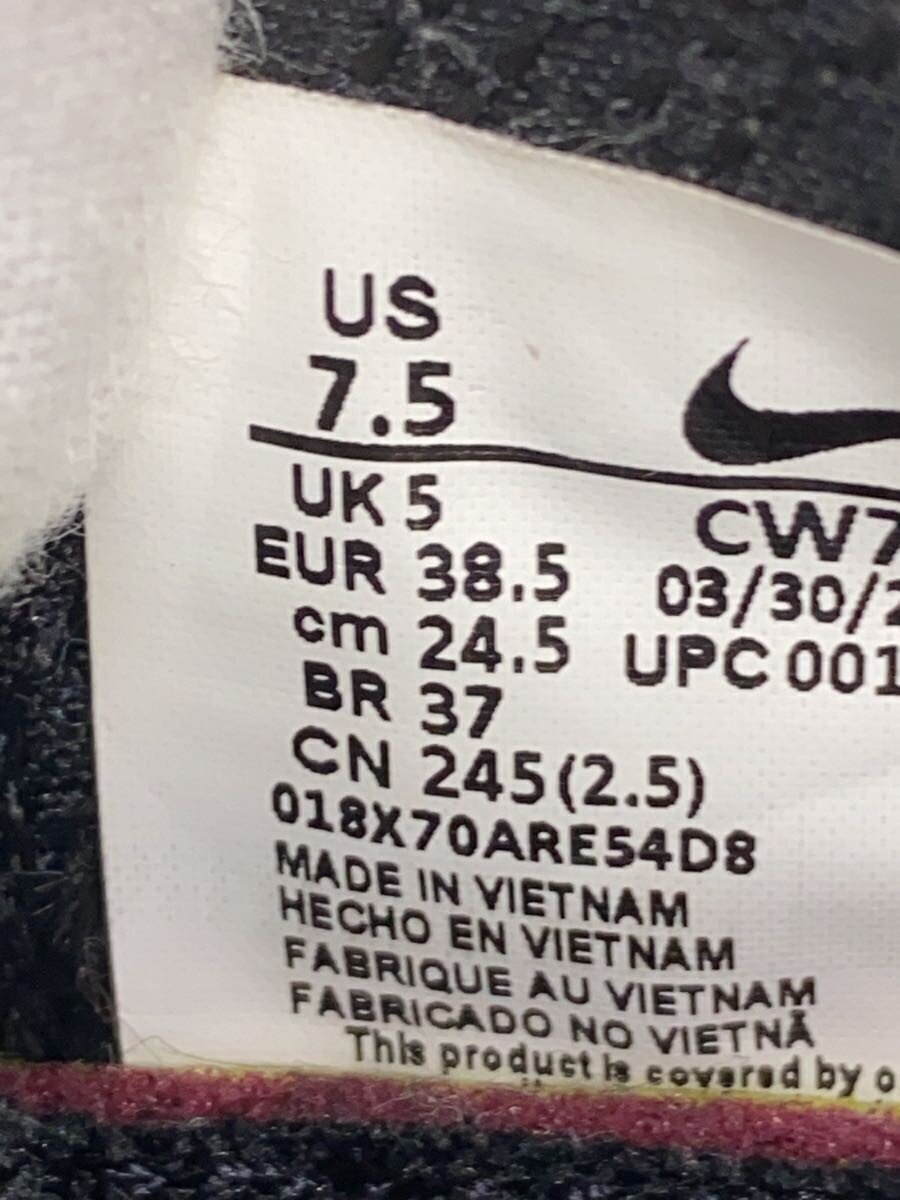 US
7.5
UK 5
EUR 38.5
cm 24.5
BR 37
CN 245(2.5)
018X70ARE54D8
MADE IN VIETNAM
HECHO EN VIETNAM
FABRIQUE AU VIETNAM
FABRICADO NO VIETNÃ
This product is covered by o
CW7
03/30/2
UPC 001